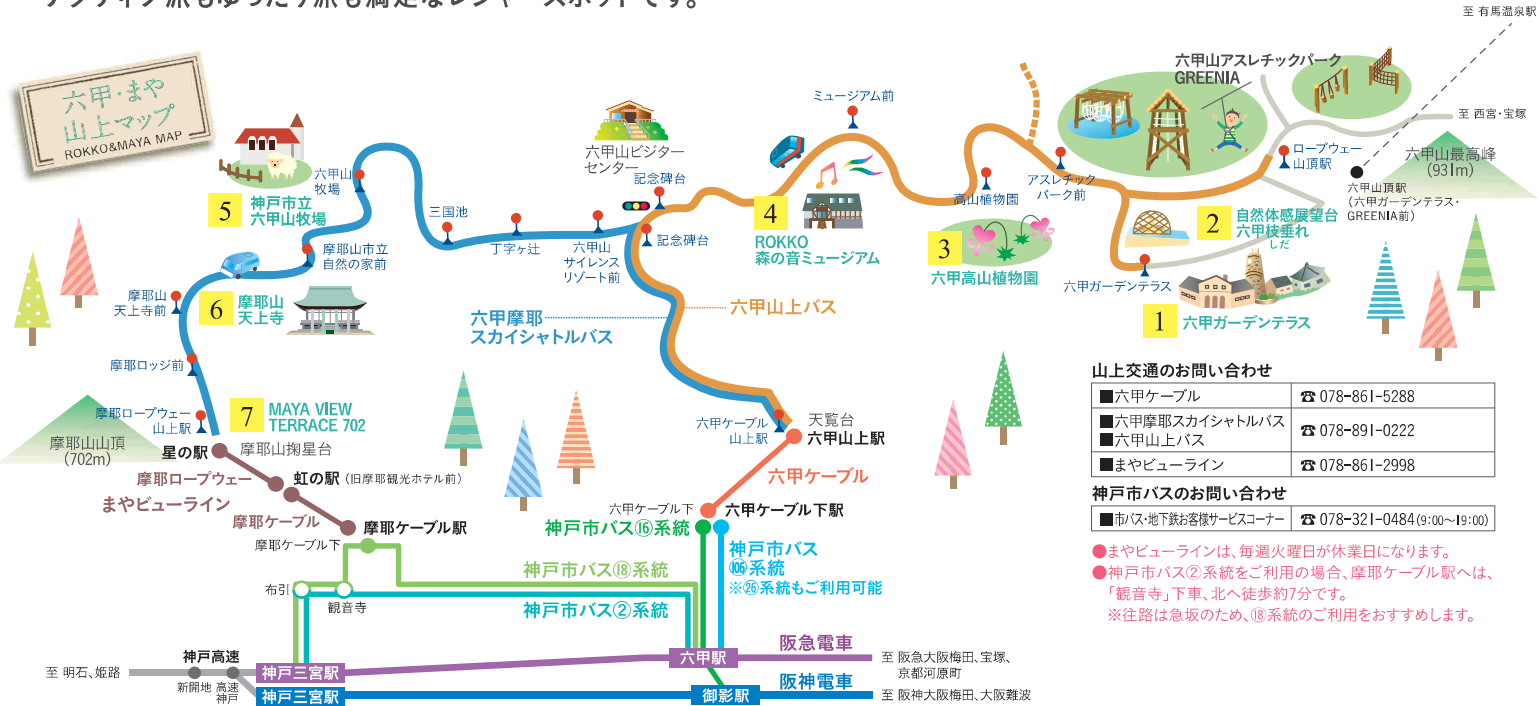 アクティブ旅もゆったり旅も満足なレジャースポットです。
至 有馬温泉駅
六甲・まや
山上マップ
ROKKO&MAYA MAP
六甲山アスレチックパーク
GREENIA
ミュージアム前
至 西宮・宝塚
六甲山ビジター
センター
記念碑台
ロープウェー
山頂駅
六甲山最高峰
(931m)
六甲山
牧場
アスレチック
パーク前
高山植物園
六甲山頂駅
(六甲ガーデンテラス・
GREENIA前)
5
神戸市立
六甲山牧場
三国池
丁字ヶ辻
六甲山
サイレンス
リゾート前
記念碑台
4
ROKKO
森の音ミュージアム
3
六甲高山植物園
2
自然体感展望台
六甲枝垂れ
しだ
摩耶山市立
自然の家前
摩耶山
天上寺前
6
摩耶山
天上寺
六甲ガーデンテラス
1
六甲ガーデンテラス
六甲摩耶
スカイシャトルバス
六甲山上バス
摩耶ロッジ前
摩耶ロープウェー
山上駅
7
MAYA VIEW
TERRACE 702
摩耶山山頂
(702m)
星の駅
摩耶山掬星台
六甲ケーブル
山上駅
天覧台
六甲山上駅
摩耶ロープウェー
虹の駅(旧摩耶観光ホテル前)
まやビューライン
摩耶ケーブル
摩耶ケーブル駅
摩耶ケーブル下
六甲ケーブル
六甲ケーブル下
六甲ケーブル下駅
神戸市バス⑯系統
神戸市バス
106系統
※㉖系統もご利用可能
神戸市バス⑱系統
神戸市バス②系統
布引
観音寺
山上交通のお問い合わせ
■六甲ケーブル ☎078-861-5288
■六甲摩耶スカイシャトルバス
■六甲山上バス
☎078-891-0222
■まやビューライン ☎078-861-2998
神戸市バスのお問い合わせ
■市バス・地下鉄お客様サービスコーナー ☎078-321-0484(9:00〜19:00)
●まやビューラインは、毎週火曜日が休業日になります。
●神戸市バス②系統をご利用の場合、摩耶ケーブル駅へは、
「観音寺」下車、北へ徒歩約7分です。
※往路は急坂のため、⑱系統のご利用をおすすめします。
至 明石、姫路
神戸高速
新開地
高速
神戸
神戸三宮駅
六甲駅
阪急電車
至 阪急大阪梅田、宝塚、
京都河原町
神戸三宮駅
御影駅
阪神電車
至 阪神大阪梅田、大阪難波